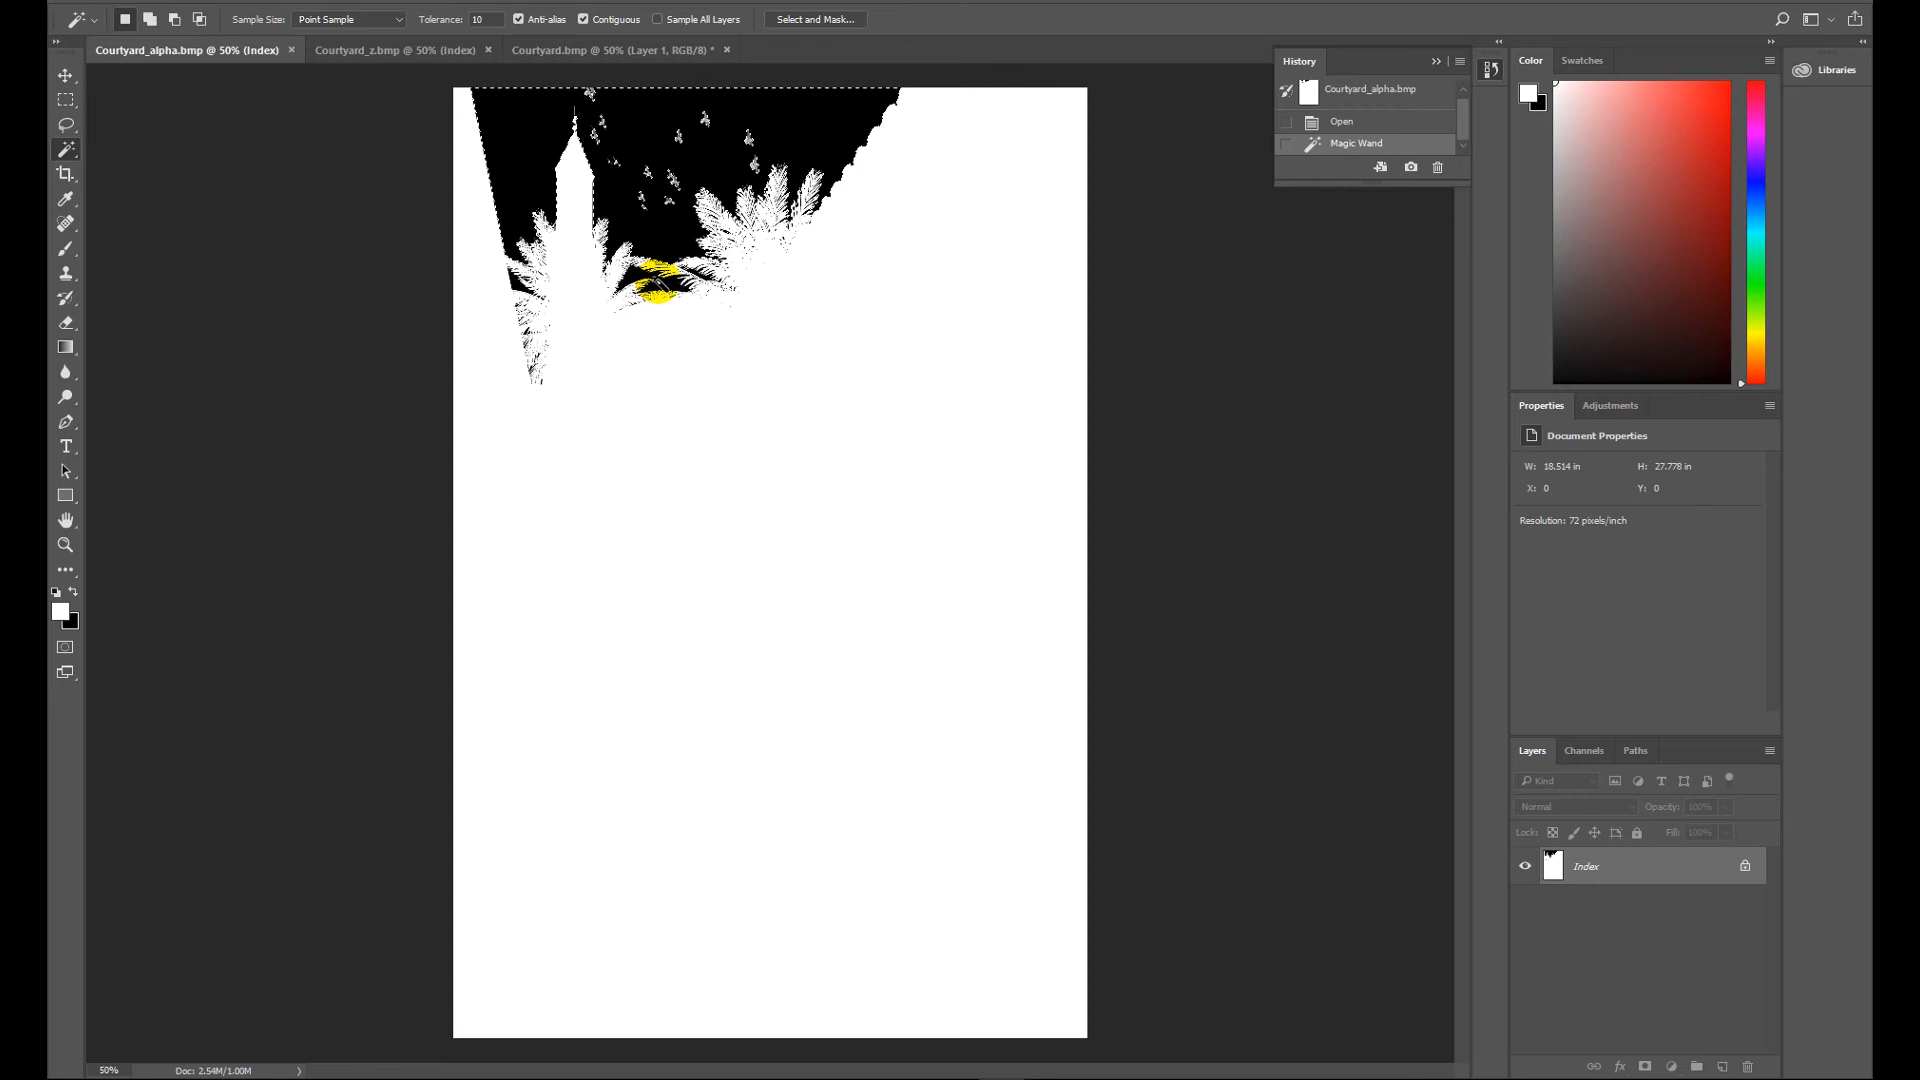 Sample Size: Point Sample Tolerance: 10 Anti-alias Contiguous Sample All Layers Select and Mask...
Courtyard_alpha.bmp @ 50% (Index) Courtyard_z.bmp @ 50% (Index) Courtyard.bmp @ 50% (Layer 1, RGB/8) *
History
Courtyard_alpha.bmp
Open
Magic Wand
Color Swatches
Libraries
Properties Adjustments
Document Properties
W: 18.514 in H: 27.778 in
X: 0 Y: 0
Resolution: 72 pixels/inch
Layers Channels Paths
Kind
Normal Opacity: 100%
Lock: Fill: 100%
Index
50% Doc: 2.54M/1.00M